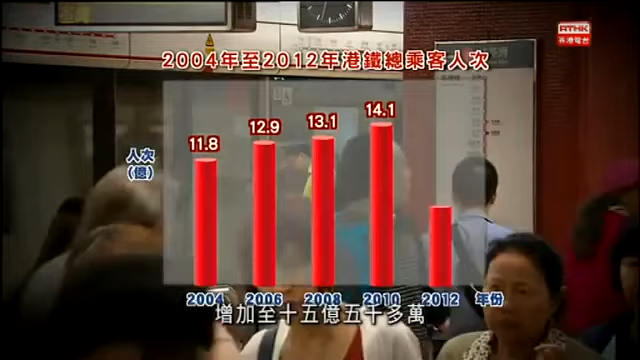 RTHK
香港電台
2004年至2012年港鐵總乘客人次
14.1
13.1
12.9
11.8
人次
(億)
2004 2006 2008 2010 2012 年份
增加至十五億五千多萬